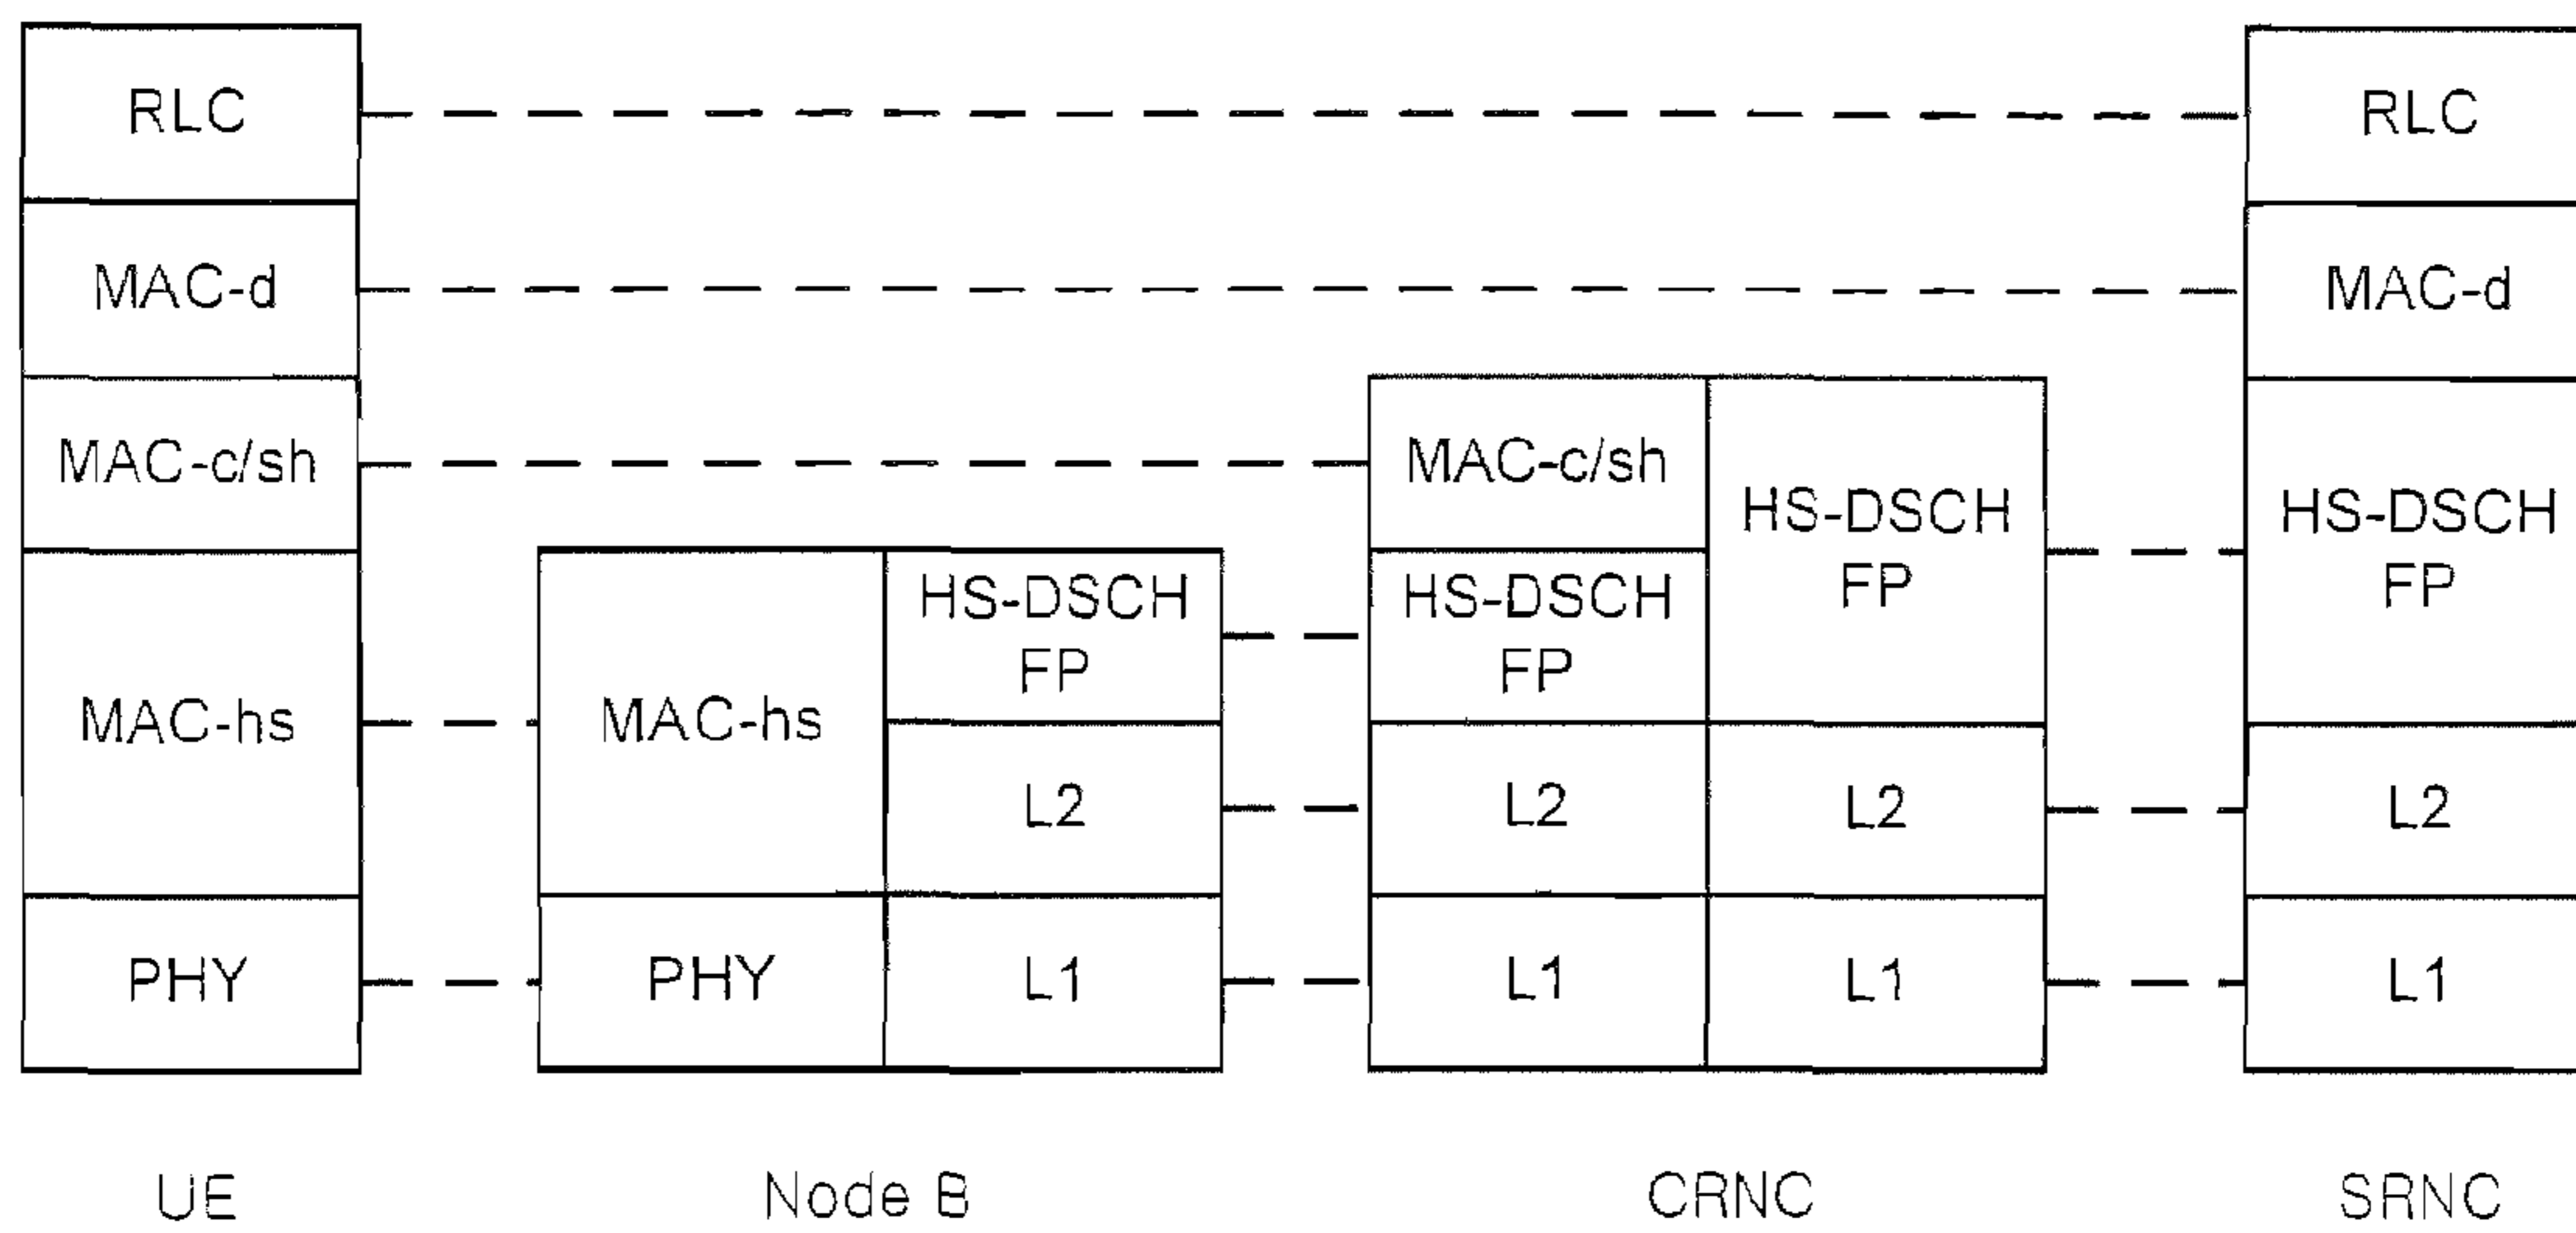 RLC
RLC
MAC-d
MAC-d
MAC-c/sh
MAC-c/sh
HS-DSCH
FP
HS-DSCH
FP
MAC-hs
MAC-hs
HS-DSCH
FP
HS-DSCH
FP
L2
L2
L2
L2
PHY
PHY
L1
L1
L1
L1
UE
Node B
CRNC
SRNC